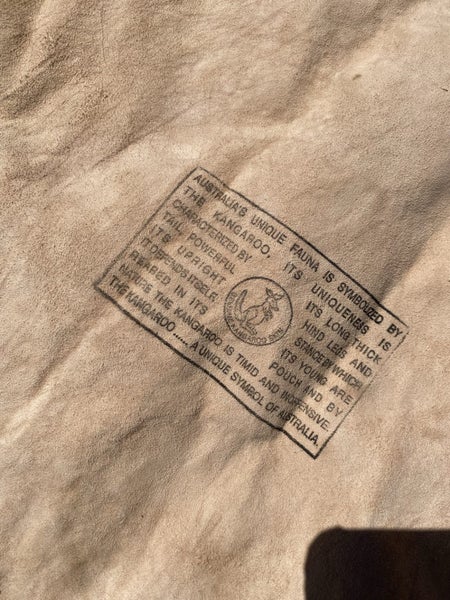 AUSTRALIA'S UNIQUE FAUNA IS SYMBOLIZED BY
THE KANGAROO, ITS UNIQUENESS IS
CHARACTERIZED BY ITS LONG THICK
TAIL POWERFUL HIND LEGS AND
ITS UPRIGHT STANCE IN WHICH
IT DEFENDS ITSELF, ITS YOUNG ARE
REARED IN ITS POUCH AND BY
NATURE THE KANGAROO IS TIMID AND INOFFENSIVE.
THE KANGAROO ...... A UNIQUE SYMBOL OF AUSTRALIA.